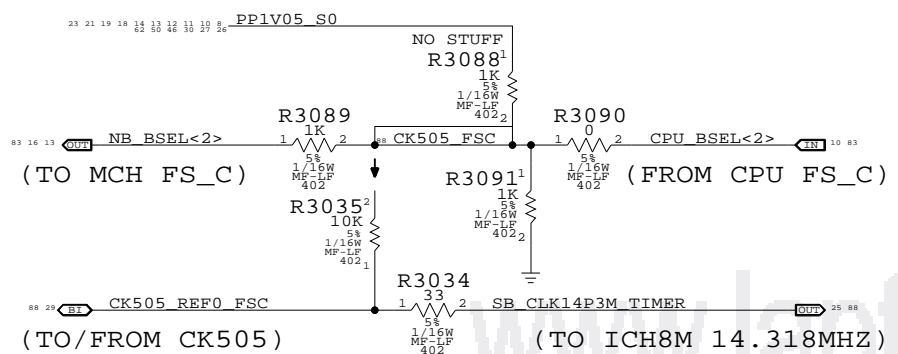 23 21 19 18 14 13 12 11 10 8 PP1V05_S0
62 50 46 30 27 26
NO STUFF
R3088 1
1K
5%
1/16W
MF-LF
402 2
R3089
83 16 13 OUT NB_BSEL<2> 1 1K 2 88 CK505_FSC
5%
1/16W
MF-LF
402
R3090
1 0 2 CPU_BSEL<2> IN 10 83
5%
1/16W
MF-LF
402
(TO MCH FS_C)
(FROM CPU FS_C)
R3091 1
1K
5%
1/16W
MF-LF
402 2
R3035 2
10K
5%
1/16W
MF-LF
402 1
R3034
88 29 BI CK505_REF0_FSC 1 33 2 SB_CLK14P3M_TIMER OUT 25 88
5%
1/16W
MF-LF
402
(TO/FROM CK505)
(TO ICH8M 14.318MHZ)